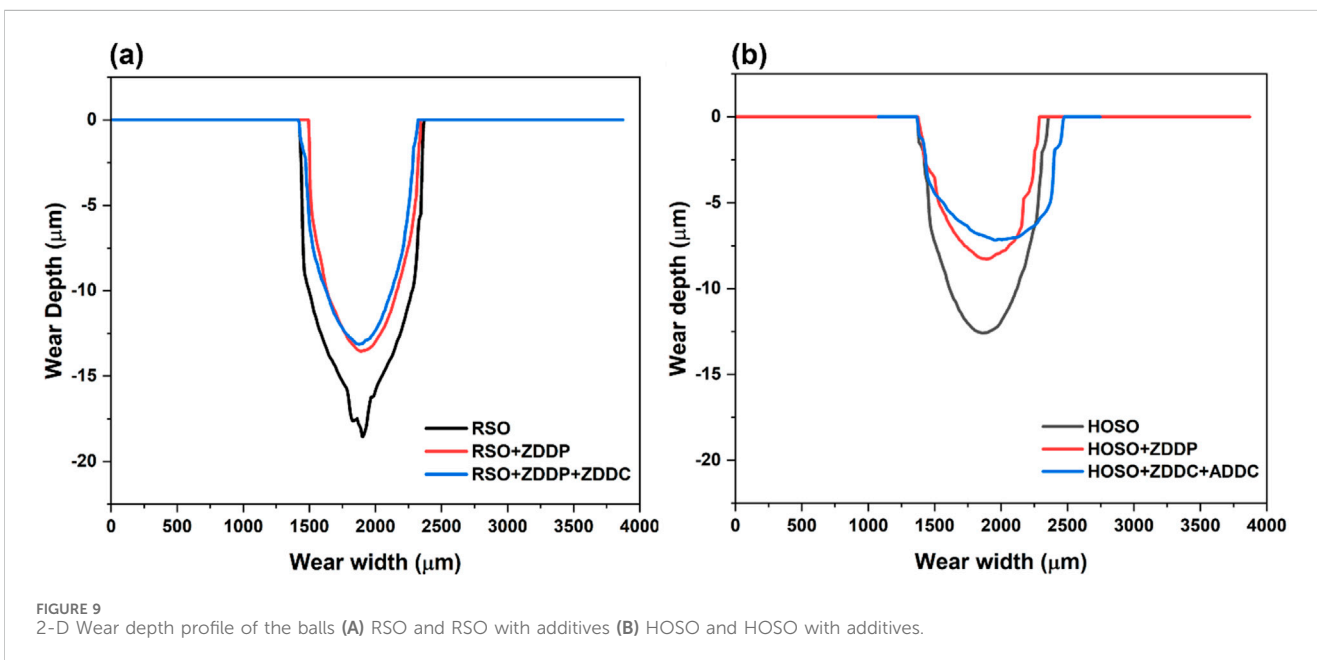 (a)
0
-5
-10
-15
-20
Wear Depth (μm)
RSO
RSO+ZDDP
RSO+ZDDP+ZDDC
0 500 1000 1500 2000 2500 3000 3500 4000
Wear width (μm)
(b)
0
-5
-10
-15
-20
Wear depth (μm)
HOSO
HOSO+ZDDP
HOSO+ZDDC+ADDC
0 500 1000 1500 2000 2500 3000 3500 4000
Wear width (μm)
FIGURE 9
2-D Wear depth profile of the balls (A) RSO and RSO with additives (B) HOSO and HOSO with additives.